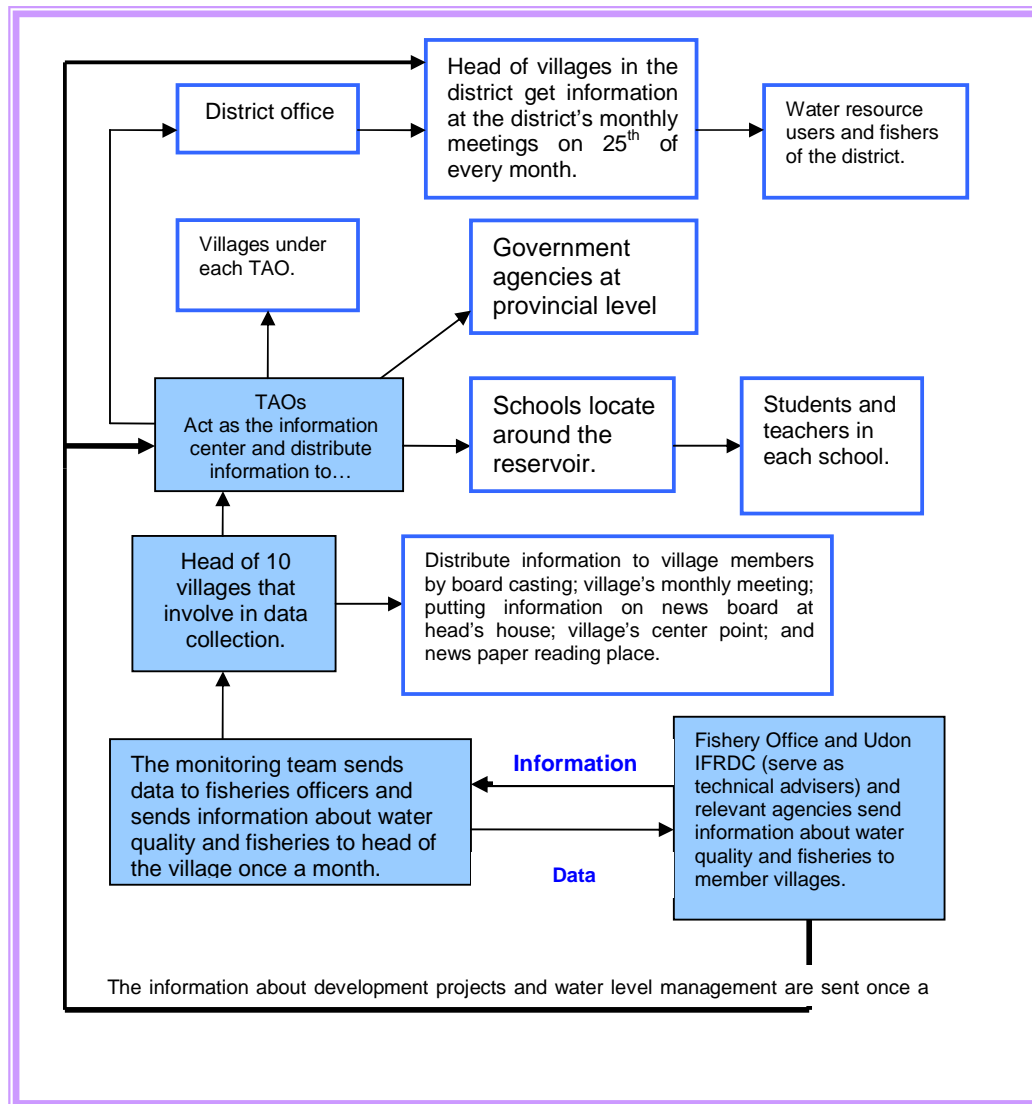 Head of villages in the
district get information
at the district's monthly
meetings on 25th of
every month.
District office
Water resource
users and fishers
of the district.
Villages under
each TAO.
Government
agencies at
provincial level
TAOs
Act as the information
center and distribute
information to…
Schools locate
around the
reservoir.
Students and
teachers in
each school.
Head of 10
villages that
involve in data
collection.
Distribute information to village members
by board casting; village's monthly meeting;
putting information on news board at
head's house; village's center point; and
news paper reading place.
The monitoring team sends
data to fisheries officers and
sends information about water
quality and fisheries to head of
the village once a month.
Information
Data
Fishery Office and Udon
IFRDC (serve as
technical advisers) and
relevant agencies send
information about water
quality and fisheries to
member villages.
The information about development projects and water level management are sent once a